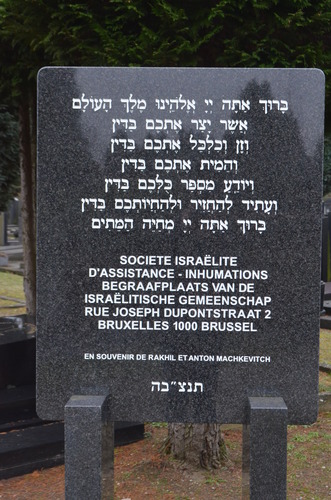 בָּרוּךְ אַתָּה יְיָ אֱלֹהֵינוּ מֶלֶךְ הָעוֹלָם
אֲשֶׁר יָצַר אֶתְכֶם בַּדִּין
וְזָן וְכִלְכֵּל אֶתְכֶם בַּדִּין
וְהֵמִית אֶתְכֶם בַּדִּין
וְיוֹדֵעַ מִסְפַּר כֻּלְּכֶם בַּדִּין
וְעָתִיד לְהַחֲזִיר וּלְהַחֲיוֹתְכֶם בַּדִּין
בָּרוּךְ אַתָּה יְיָ מְחַיֵּה הַמֵּתִים
SOCIETE ISRAËLITE
D'ASSISTANCE - INHUMATIONS
BEGRAAFPLAATS VAN DE
ISRAËLITISCHE GEMEENSCHAP
RUE JOSEPH DUPONTSTRAAT 2
BRUXELLES 1000 BRUSSEL
EN SOUVENIR DE RAKHIL ET ANTON MACHKEVITCH
תנצ״בה